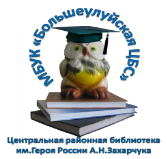 МБУК «Большеулуйская ЦБС»
Центральная районная библиотека
им.Героя России А.Н.Захарчука